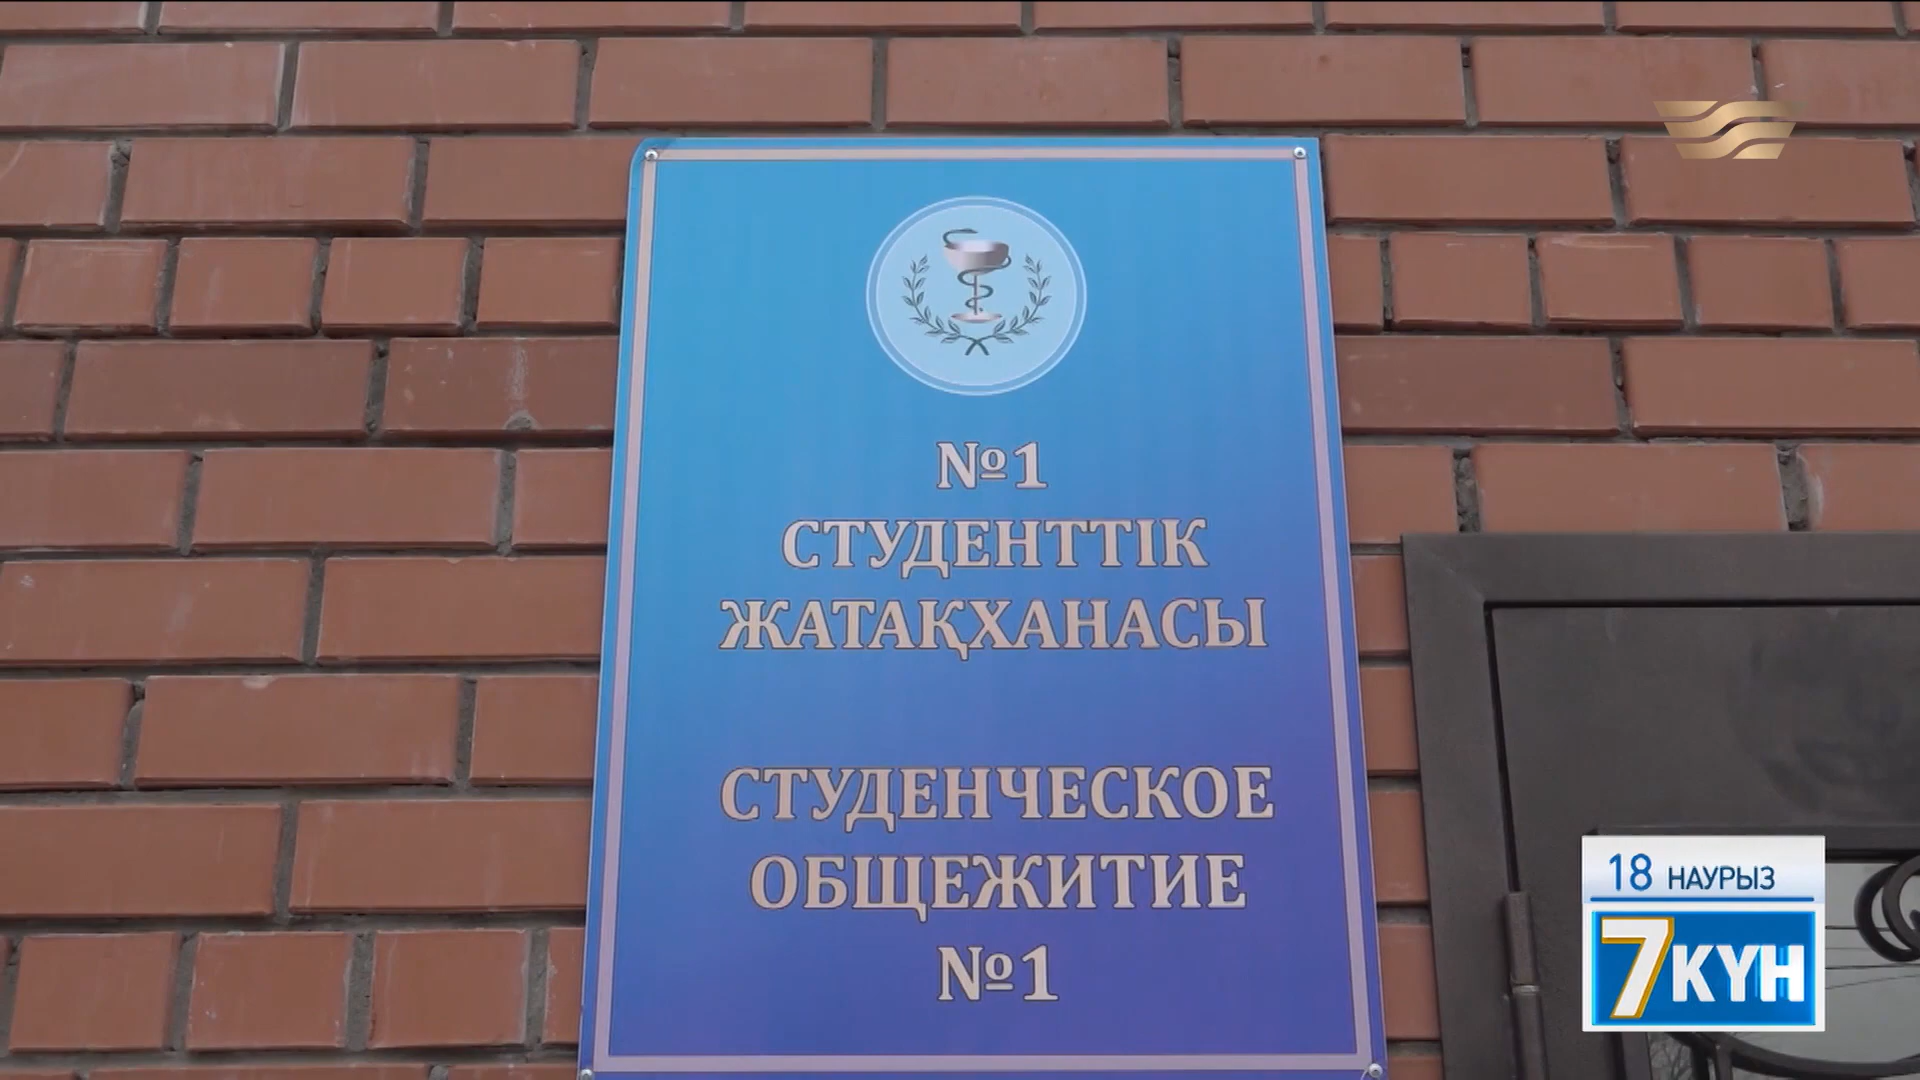 №1
СТУДЕНТТІК
ЖАТАҚХАНАСЫ
СТУДЕНЧЕСКОЕ
ОБЩЕЖИТИЕ
№1
18 НАУРЫЗ
7КҮН